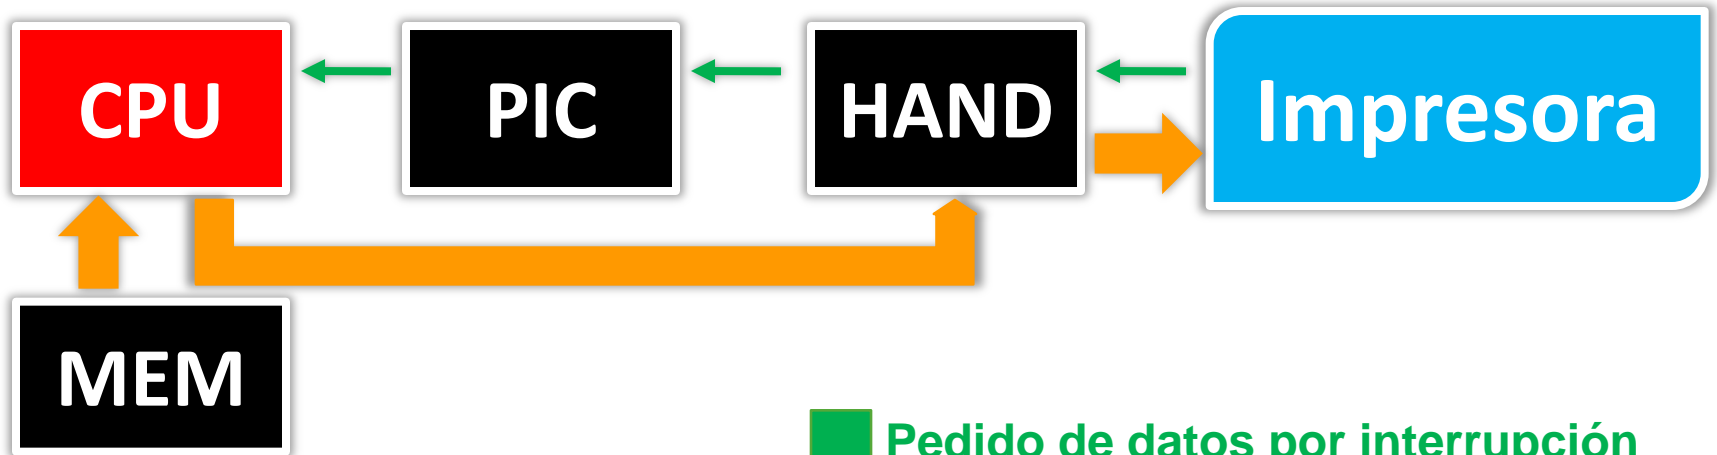 CPU
PIC
HAND
Impresora
MEM
Pedido de datos por interrupción